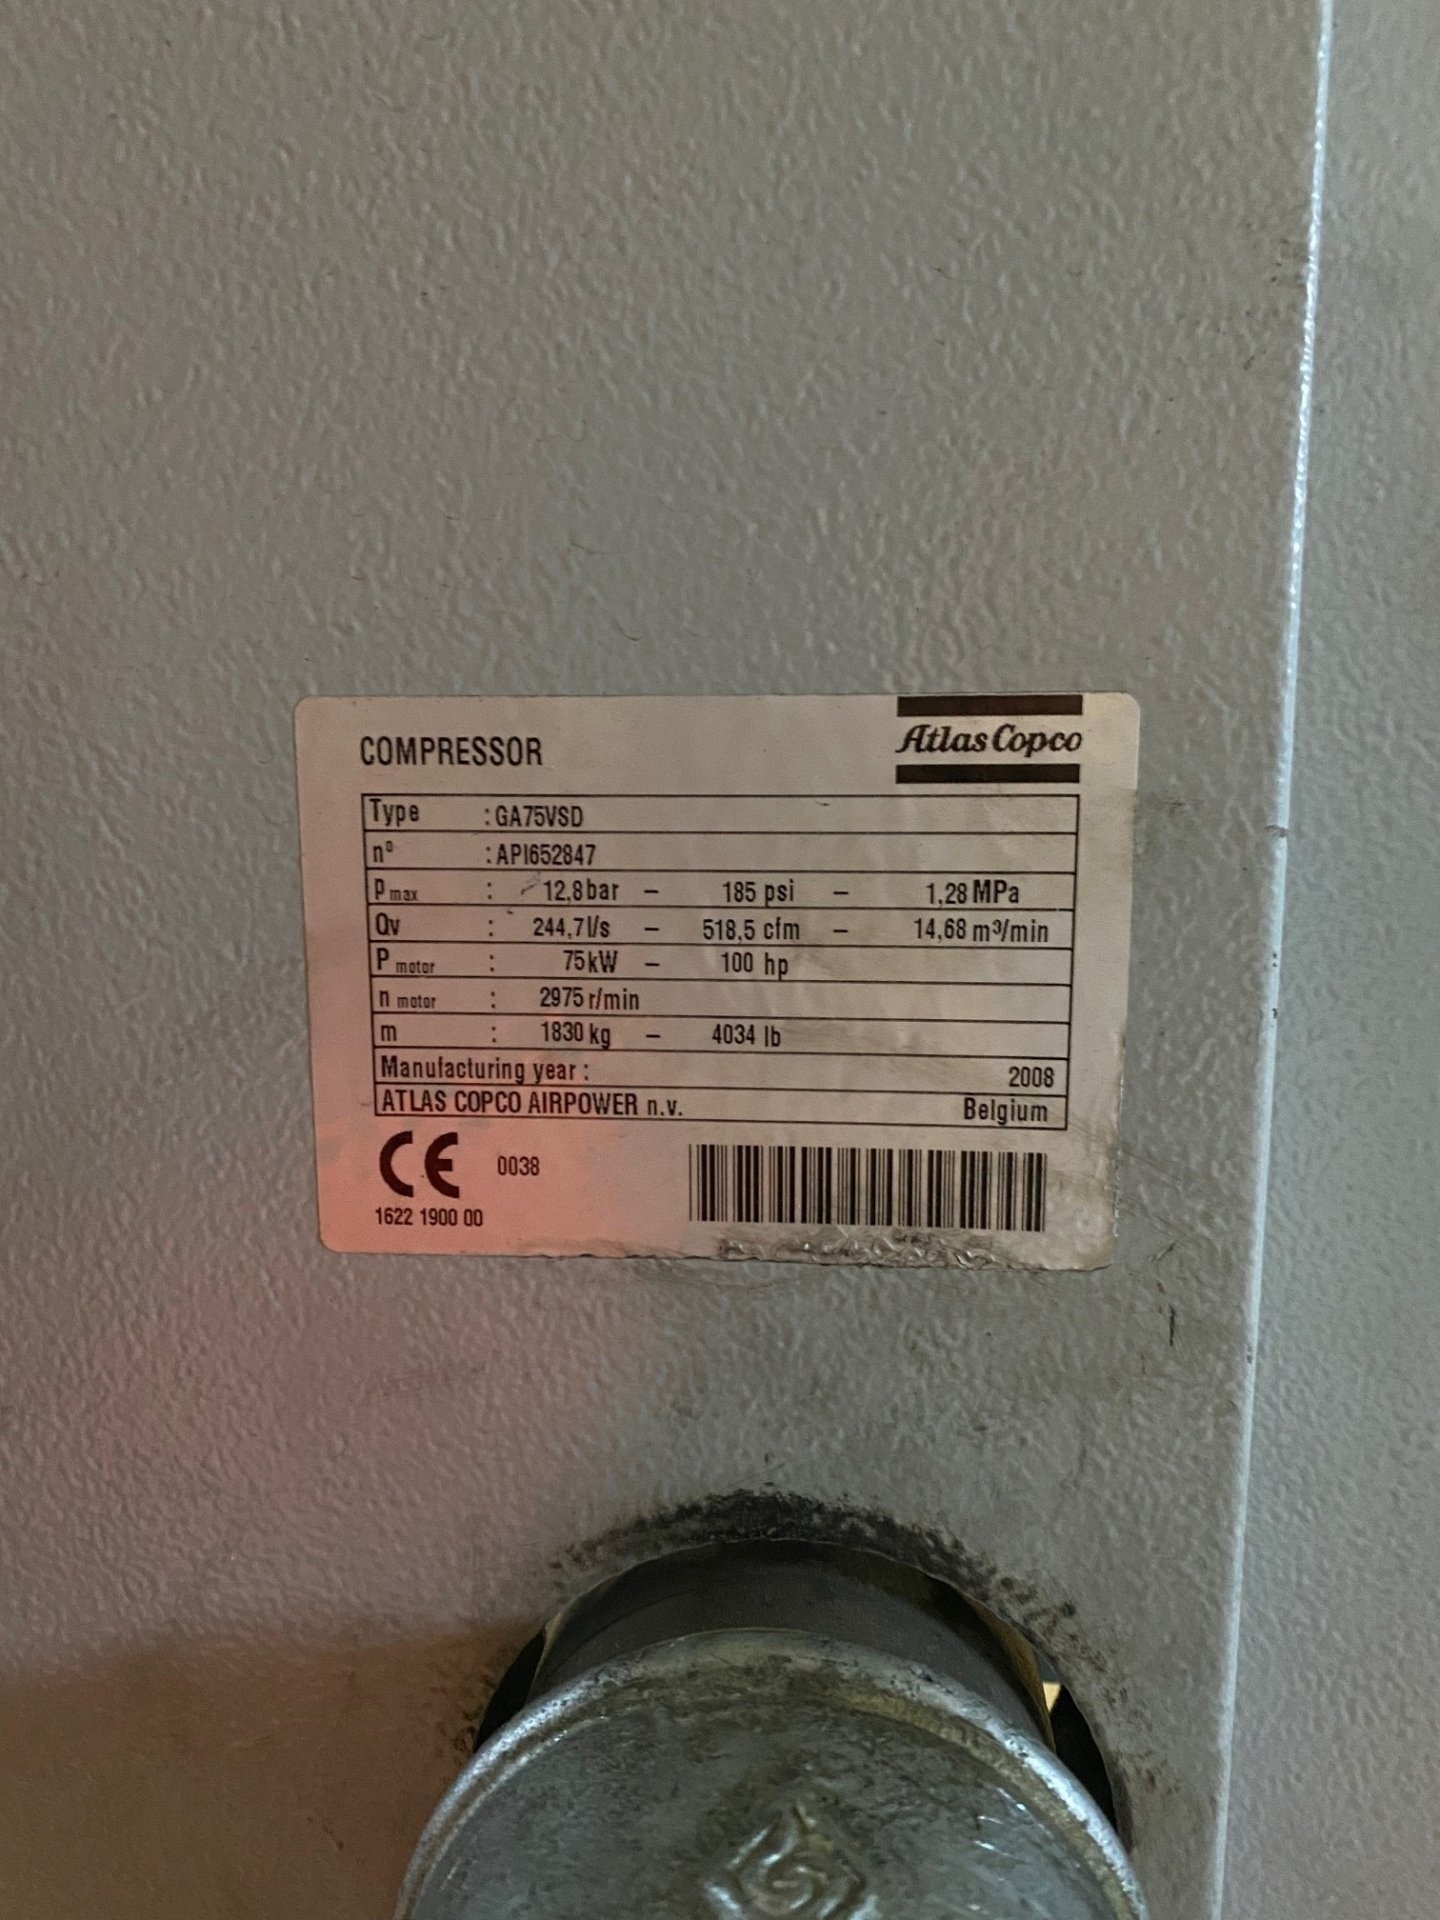 COMPRESSOR
Atlas Copco
Type : GA75VSD
nº : API652847
P max : 12,8 bar – 185 psi – 1,28 MPa
Qv : 244,7 l/s – 518,5 cfm – 14,68 m³/min
P motor : 75 kW – 100 hp
n motor : 2975 r/min
m : 1830 kg – 4034 lb
Manufacturing year : 2008
ATLAS COPCO AIRPOWER n.v. Belgium
CE 0038
1622 1900 00